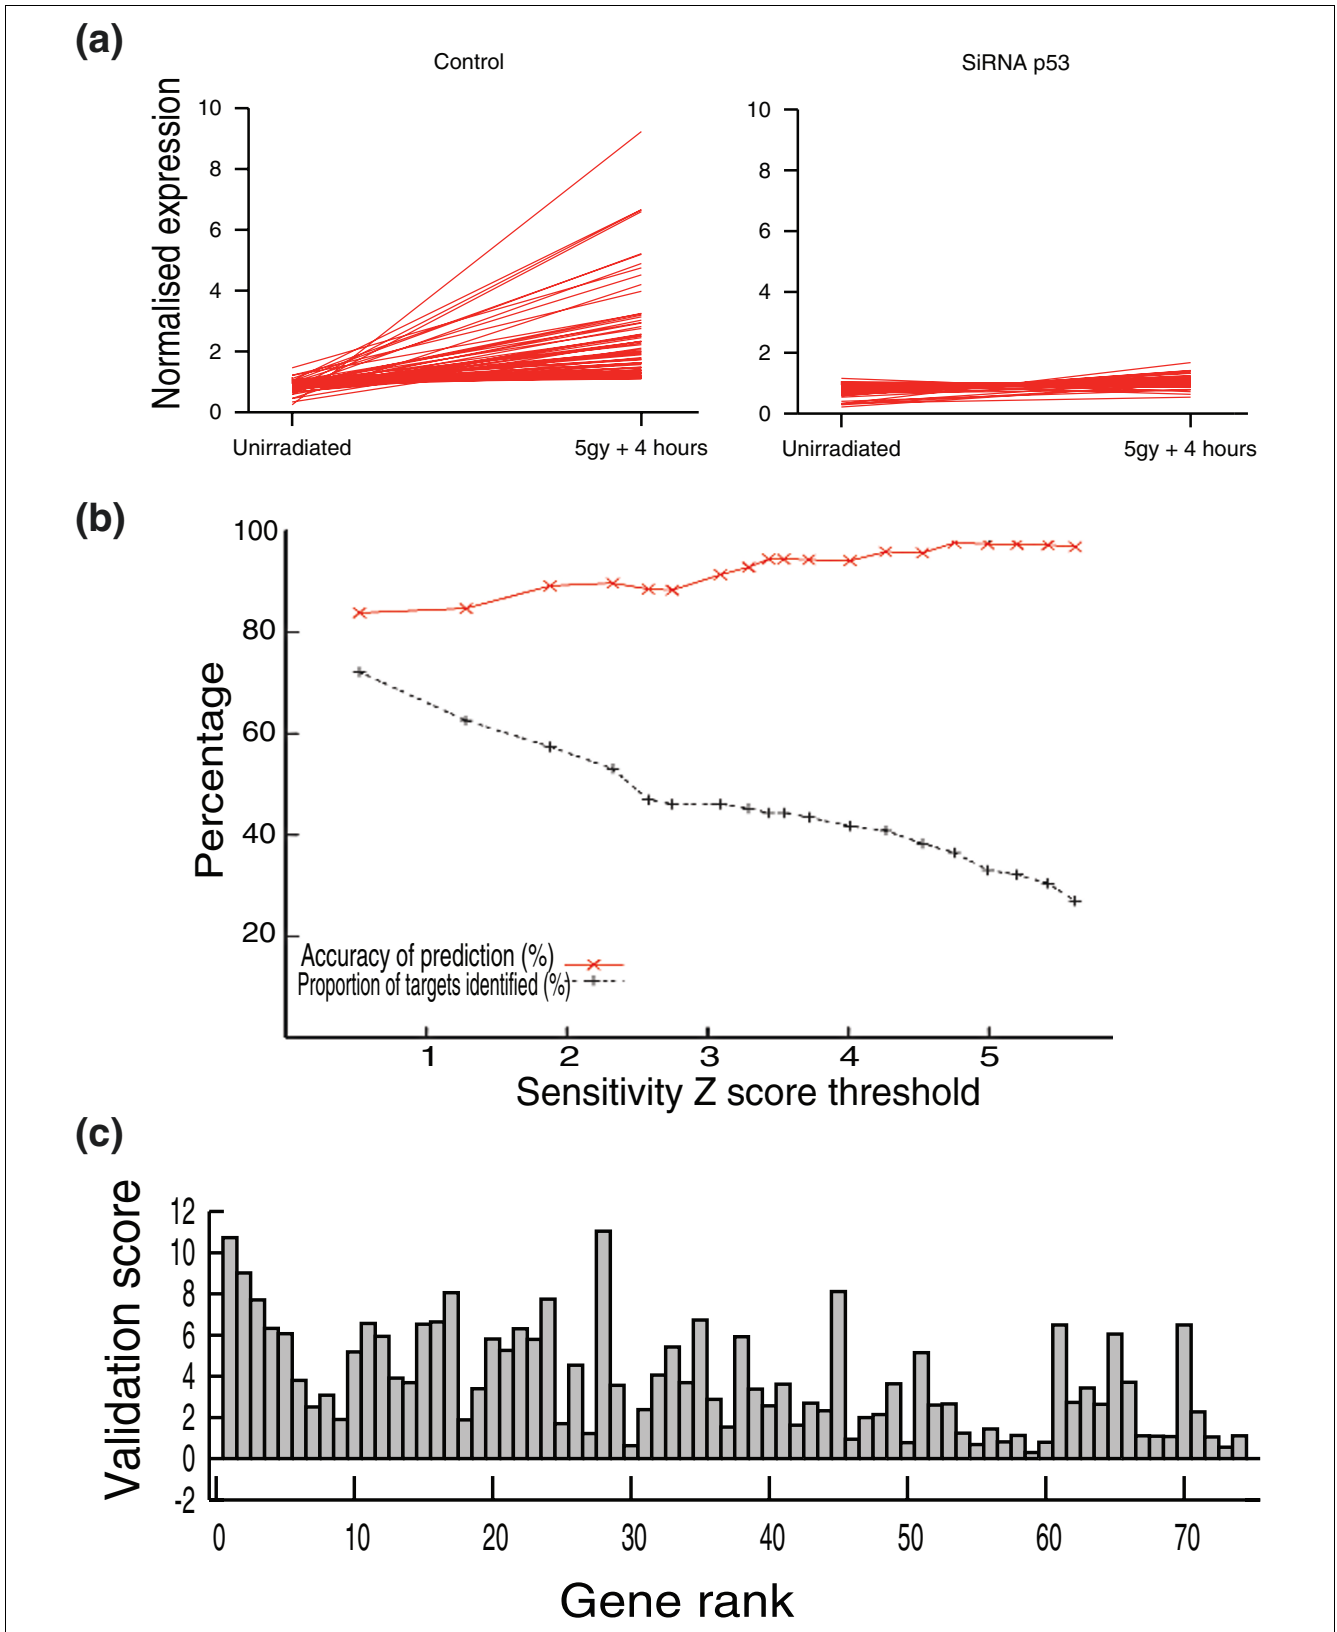 (a)
Control
SiRNA p53
Normalised expression
10
8
6
4
2
0
Unirradiated
5gy + 4 hours
10
8
6
4
2
0
Unirradiated
5gy + 4 hours
(b)
Percentage
100
80
60
40
20
Accuracy of prediction (%)
Proportion of targets identified (%)
1
2
3
4
5
Sensitivity Z score threshold
(c)
Validation score
12
10
8
6
4
2
0
-2
0
10
20
30
40
50
60
70
Gene rank